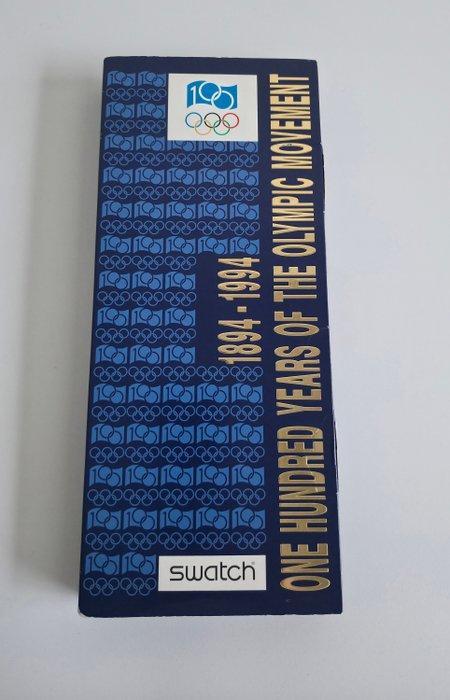 100
1894 - 1994
ONE HUNDRED YEARS OF THE OLYMPIC MOVEMENT
swatch